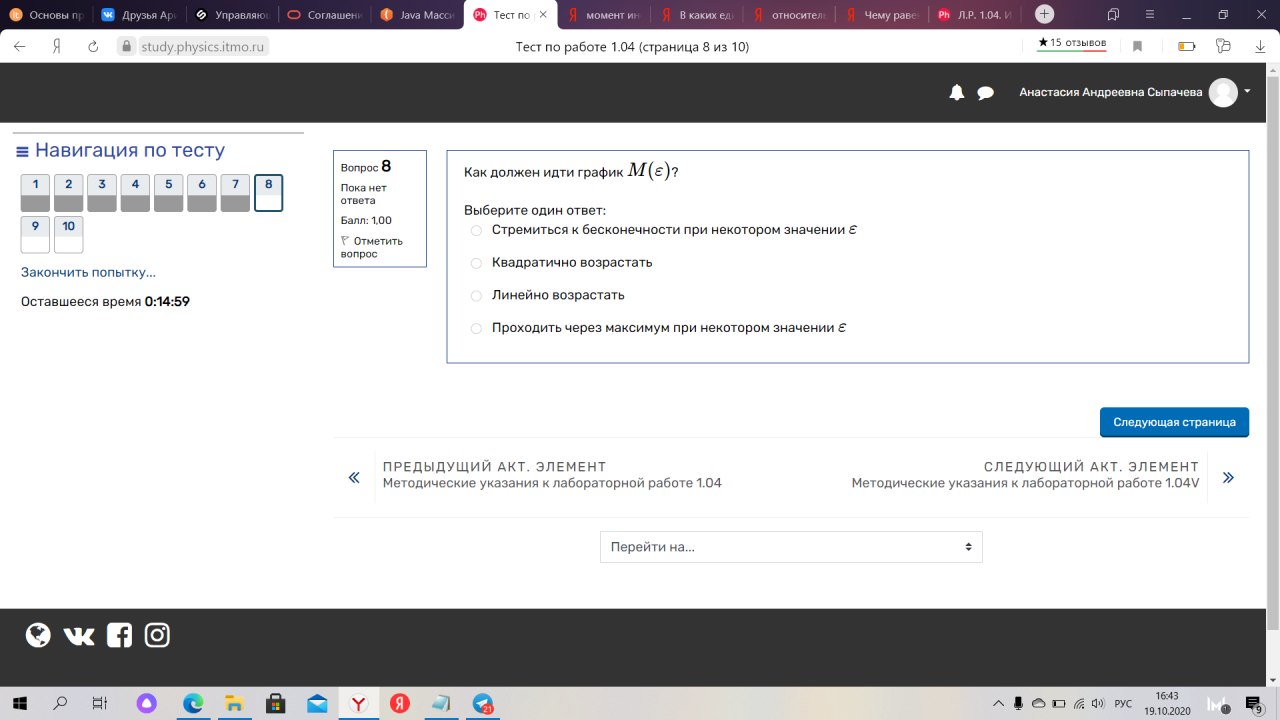 Основы пр
Друзья Ари
Управляющ
Соглашени
Java Масси
Тест по
момент ин
В каких ед
относитель
Чему раве
Л.Р. 1.04. И
study.physics.itmo.ru
Тест по работе 1.04 (страница 8 из 10)
★ 15 отзывов
Анастасия Андреевна Сыпачева
Навигация по тесту
1 2 3 4 5 6 7 8
9 10
Закончить попытку...
Оставшееся время 0:14:59
Вопрос 8
Пока нет
ответа
Балл: 1,00
Отметить
вопрос
Как должен идти график M(ε)?
Выберите один ответ:
Стремиться к бесконечности при некотором значении ε
Квадратично возрастать
Линейно возрастать
Проходить через максимум при некотором значении ε
Следующая страница
ПРЕДЫДУЩИЙ АКТ. ЭЛЕМЕНТ
Методические указания к лабораторной работе 1.04
СЛЕДУЮЩИЙ АКТ. ЭЛЕМЕНТ
Методические указания к лабораторной работе 1.04V
Перейти на...
РУС
16:43
19.10.2020